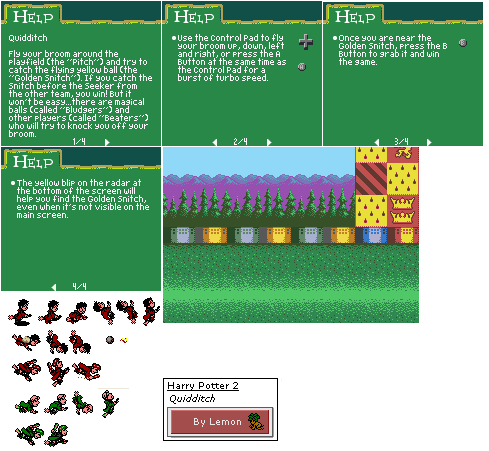 HELP
Quidditch
Fly your broom around the
Playfield (the "Pitch") and try to
catch the flying yellow ball (the
"Golden Snitch"). If you catch the
Snitch before the Seeker from
the other team, you win! But it
won't be easy...there are magical
balls (called "Bludgers") and
other players (called "Beaters")
who will try to knock you off your
broom.
1/4
HELP
Use the Control Pad to fly
your broom up, down, left
and right, or press the A
Button at the same time as
the Control Pad for a
burst of turbo speed.
2/4
HELP
Once you are near the
Golden Snitch, press the B
Button to grab it and win
the game.
3/4
HELP
The yellow blip on the radar at
the bottom of the screen will
help you find the Golden Snitch,
even when it's not visible on the
main screen.
4/4
Harry Potter 2
Quidditch
By Lemon